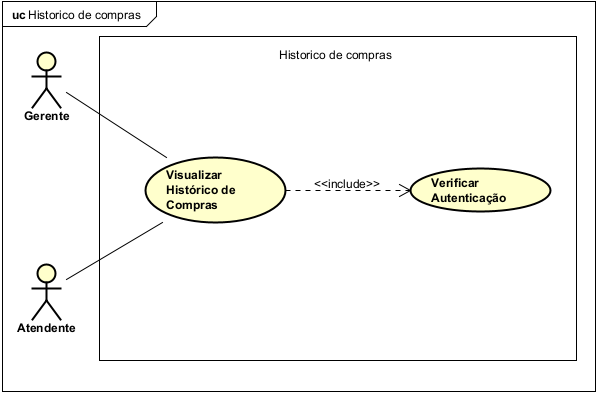 uc Historico de compras
Historico de compras
Gerente
Visualizar
Histórico de
Compras
<<include>>
Verificar
Autenticação
Atendente